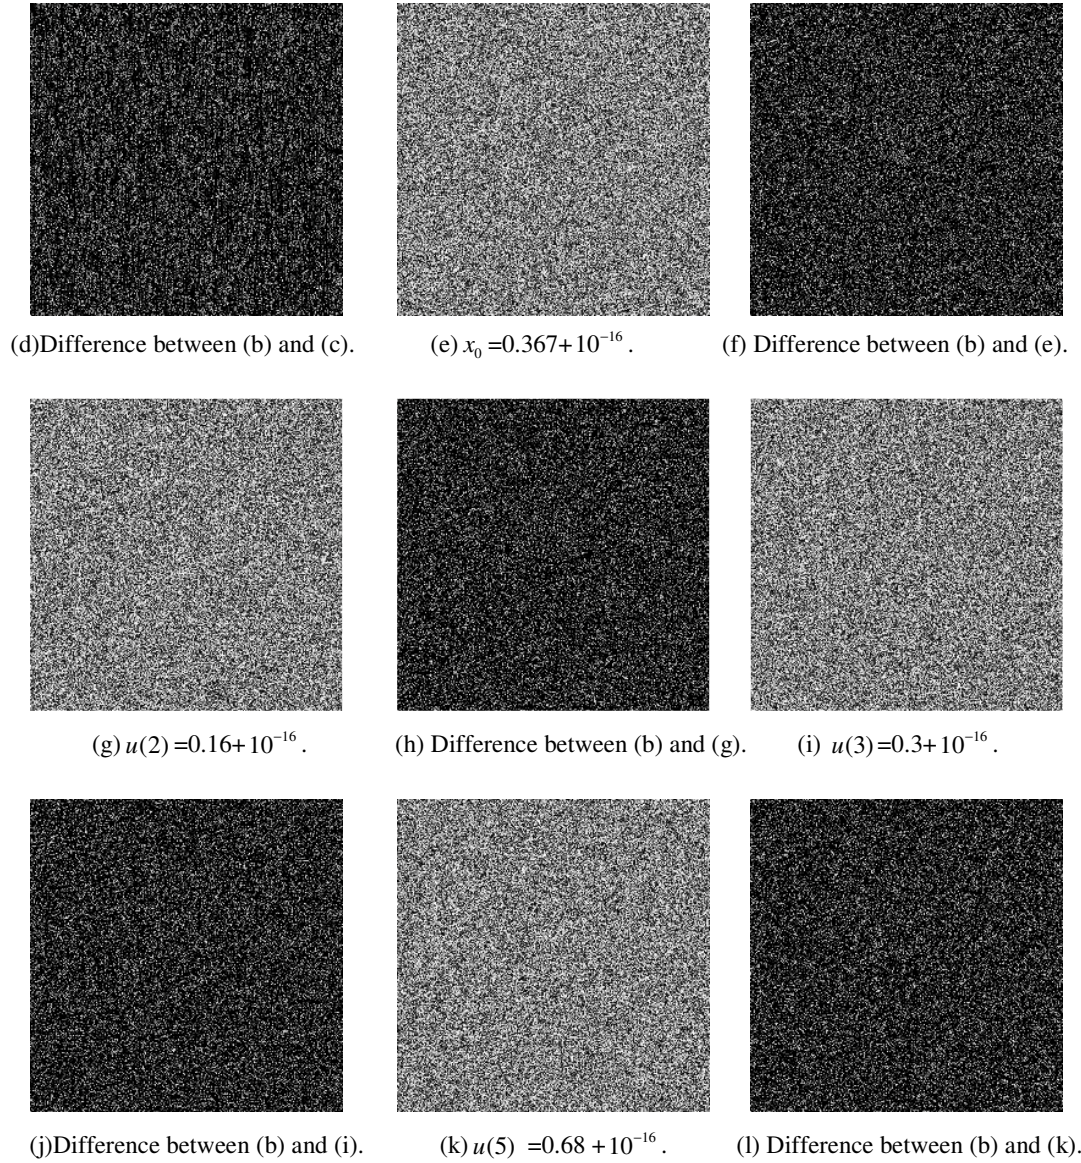 (d)Difference between (b) and (c).
(e) x₀ =0.367+10⁻¹⁶ .
(f) Difference between (b) and (e).
(g) u(2) =0.16+10⁻¹⁶ .
(h) Difference between (b) and (g).
(i) u(3) =0.3+10⁻¹⁶ .
(j)Difference between (b) and (i).
(k) u(5) =0.68 +10⁻¹⁶ .
(l) Difference between (b) and (k).